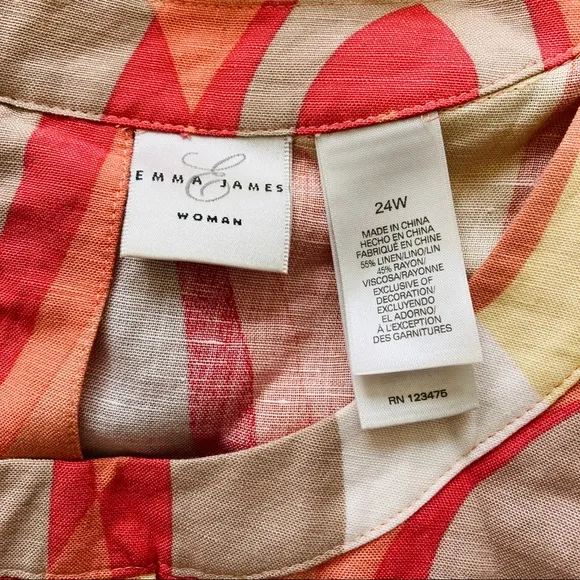 E
EMMA JAMES
WOMAN
24W
MADE IN CHINA
HECHO EN CHINA
FABRIQUÉ EN CHINE
55% LINEN/LINO/LIN
45% RAYON/
VISCOSA/RAYONNE
EXCLUSIVE OF
DECORATION/
EXCLUYENDO
EL ADORNO/
À L'EXCEPTION
DES GARNITURES
RN 123475